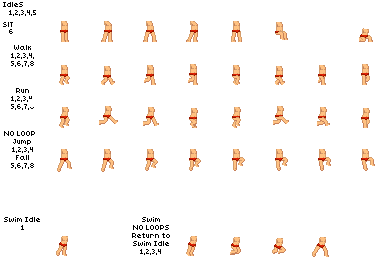 IdleS
1,2,3,4,5
SIT
6
Walk
1,2,3,4,
5,6,7,8
Run
1,2,3,4
5,6,7,8
NO LOOP
Jump
1,2,3,4
Fall
5,6,7,8
Swim Idle
1
Swim
NO LOOPS
Return to
Swim Idle
1,2,3,4